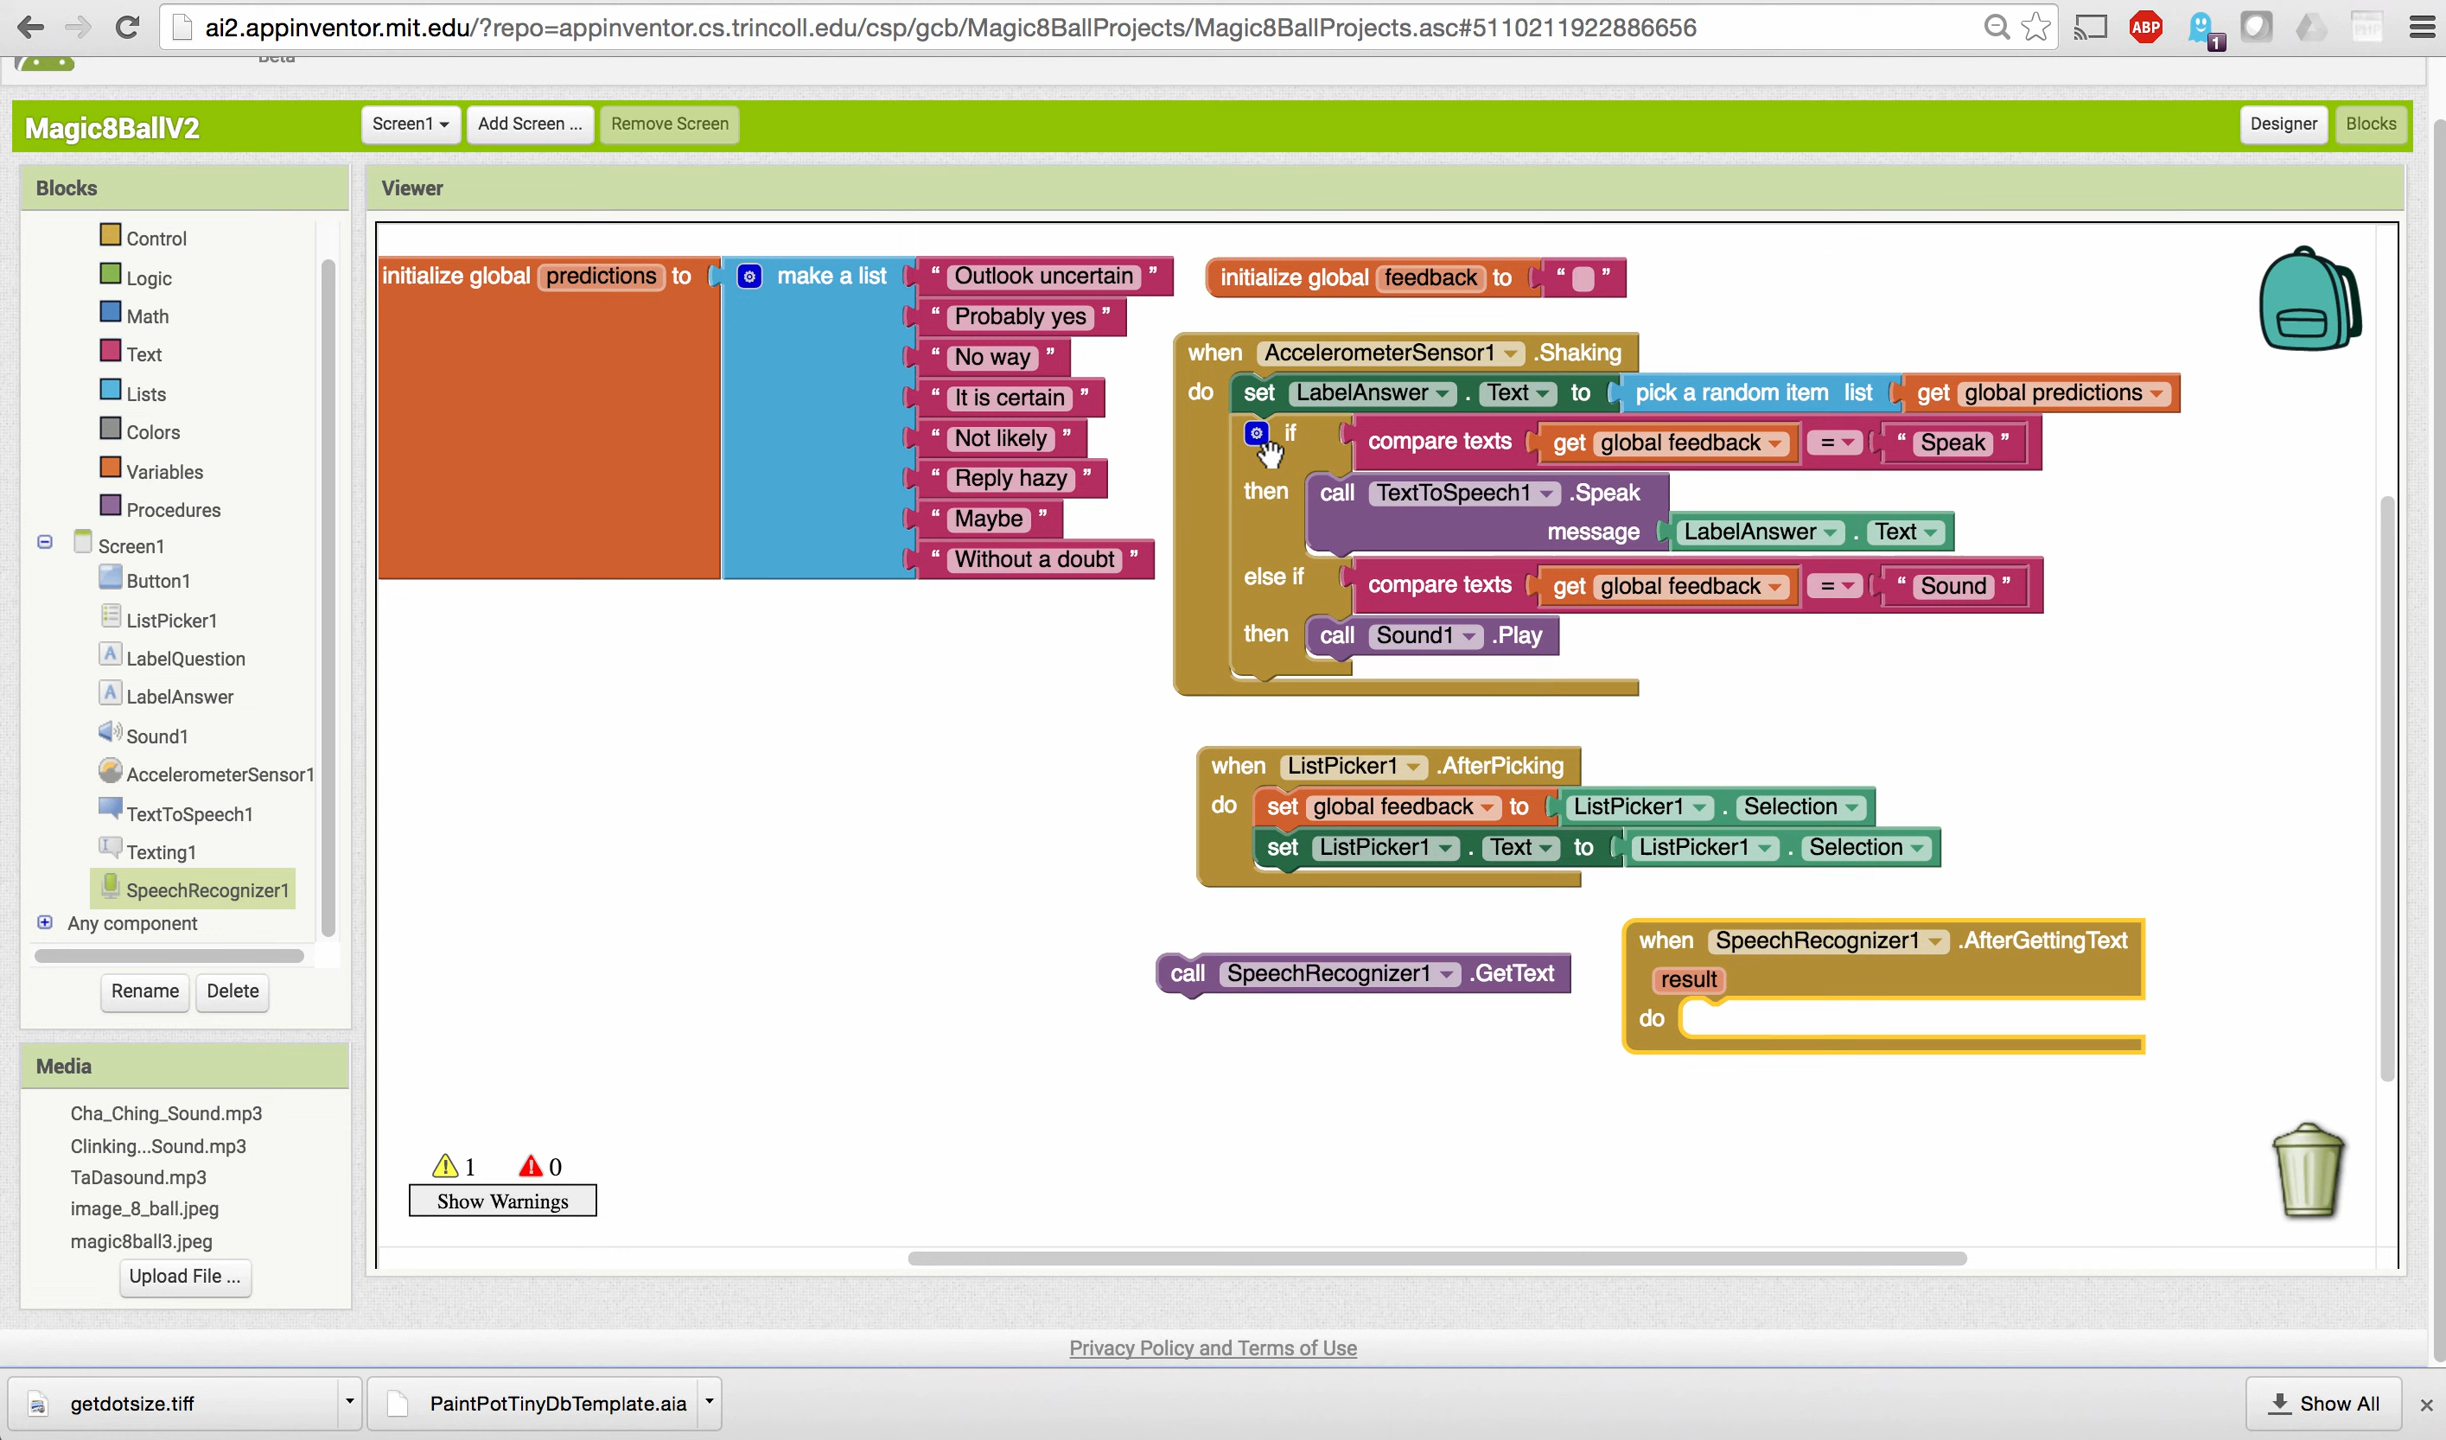 ai2.appinventor.mit.edu/?repo=appinventor.cs.trincoll.edu/csp/gcb/Magic8BallProjects/Magic8BallProjects.asc#5110211922886656
ABP
1
Beta
Magic8BallV2
Screen1
Add Screen ...
Remove Screen
Designer
Blocks
Blocks
Viewer
Control
Logic
Math
Text
Lists
Colors
Variables
Procedures
Screen1
Button1
ListPicker1
LabelQuestion
LabelAnswer
Sound1
AccelerometerSensor1
TextToSpeech1
Texting1
SpeechRecognizer1
Any component
Rename
Delete
Media
Cha_Ching_Sound.mp3
Clinking...Sound.mp3
TaDasound.mp3
image_8_ball.jpeg
magic8ball3.jpeg
Upload File ...
initialize global predictions to make a list “ Outlook uncertain ”
“ Probably yes ”
“ No way ”
“ It is certain ”
“ Not likely ”
“ Reply hazy ”
“ Maybe ”
“ Without a doubt ”
initialize global feedback to “ ”
when AccelerometerSensor1 .Shaking
do set LabelAnswer . Text to pick a random item list get global predictions
if compare texts get global feedback = “ Speak ”
then call TextToSpeech1 .Speak
message LabelAnswer . Text
else if compare texts get global feedback = “ Sound ”
then call Sound1 .Play
when ListPicker1 .AfterPicking
do set global feedback to ListPicker1 . Selection
set ListPicker1 . Text to ListPicker1 . Selection
call SpeechRecognizer1 .GetText
when SpeechRecognizer1 .AfterGettingText
result
do
1 0
Show Warnings
Privacy Policy and Terms of Use
getdotsize.tiff
PaintPotTinyDbTemplate.aia
Show All